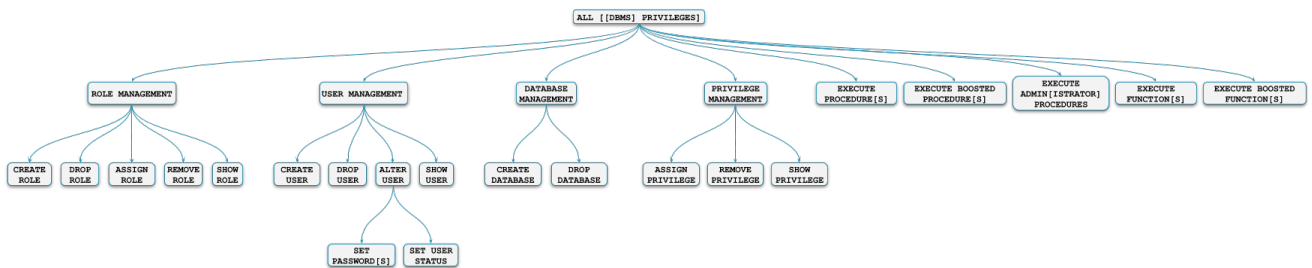 ALL [[DBMS] PRIVILEGES]
ROLE MANAGEMENT
USER MANAGEMENT
DATABASE
MANAGEMENT
PRIVILEGE
MANAGEMENT
EXECUTE
PROCEDURE[S]
EXECUTE BOOSTED
PROCEDURE[S]
EXECUTE
ADMIN[ISTRATOR]
PROCEDURES
EXECUTE
FUNCTION[S]
EXECUTE BOOSTED
FUNCTION[S]
CREATE
ROLE
DROP
ROLE
ASSIGN
ROLE
REMOVE
ROLE
SHOW
ROLE
CREATE
USER
DROP
USER
ALTER
USER
SHOW
USER
CREATE
DATABASE
DROP
DATABASE
ASSIGN
PRIVILEGE
REMOVE
PRIVILEGE
SHOW
PRIVILEGE
SET
PASSWORD[S]
SET USER
STATUS